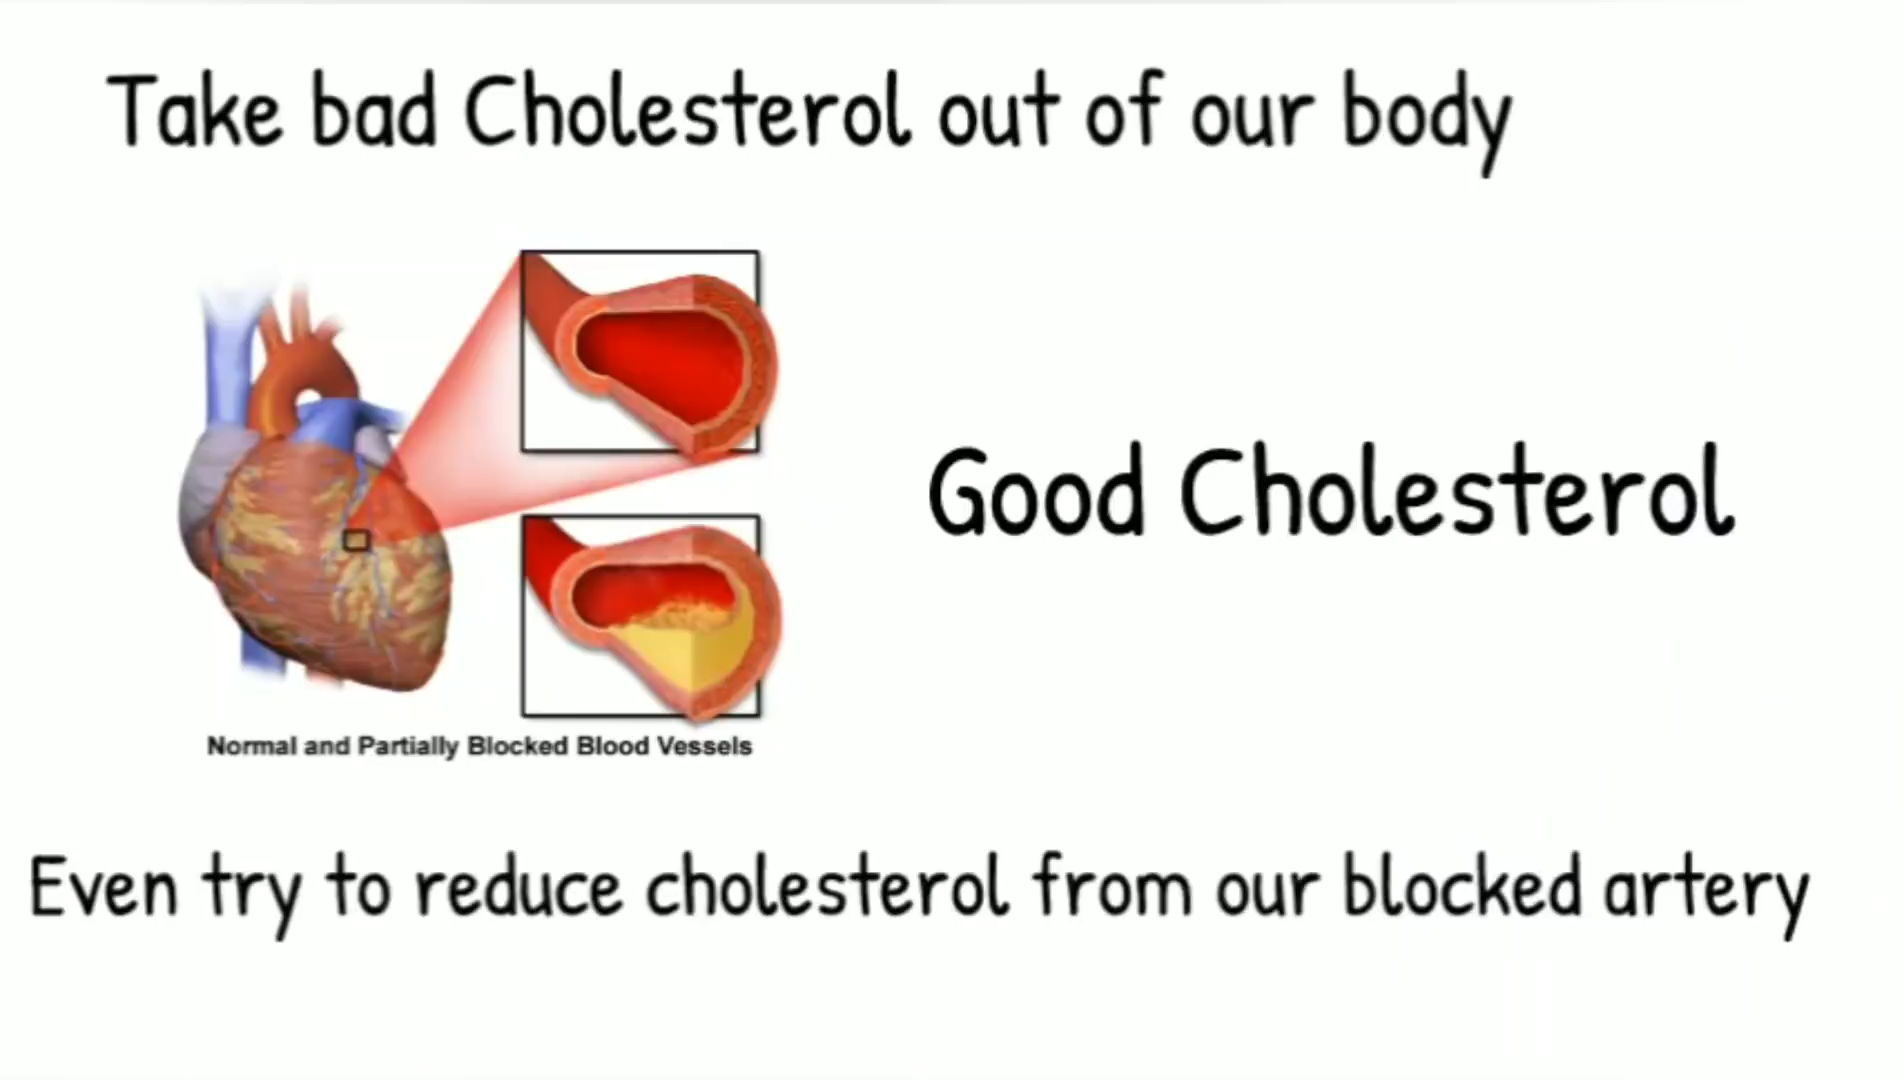 Take bad Cholesterol out of our body
Good Cholesterol
Normal and Partially Blocked Blood Vessels
Even try to reduce cholesterol from our blocked artery